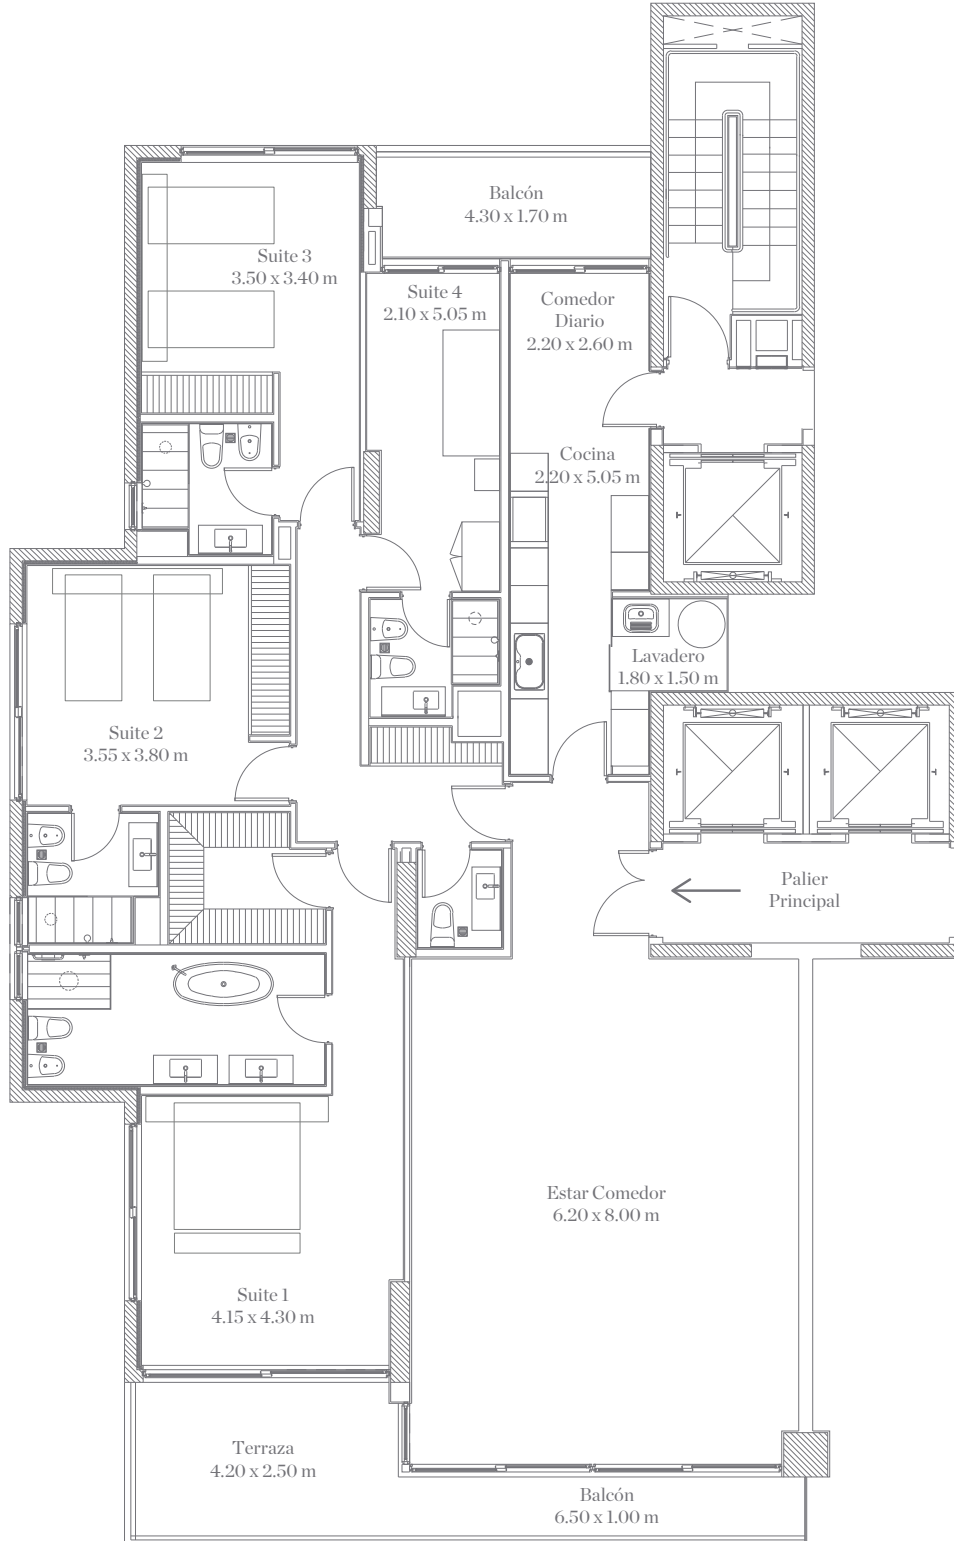 Balcón
4.30 x 1.70 m
Suite 3
3.50 x 3.40 m
Suite 4
2.10 x 5.05 m
Comedor
Diario
2.20 x 2.60 m
Cocina
2.20 x 5.05 m
Lavadero
1.80 x 1.50 m
Suite 2
3.55 x 3.80 m
Palier
Principal
Estar Comedor
6.20 x 8.00 m
Suite 1
4.15 x 4.30 m
Terraza
4.20 x 2.50 m
Balcón
6.50 x 1.00 m